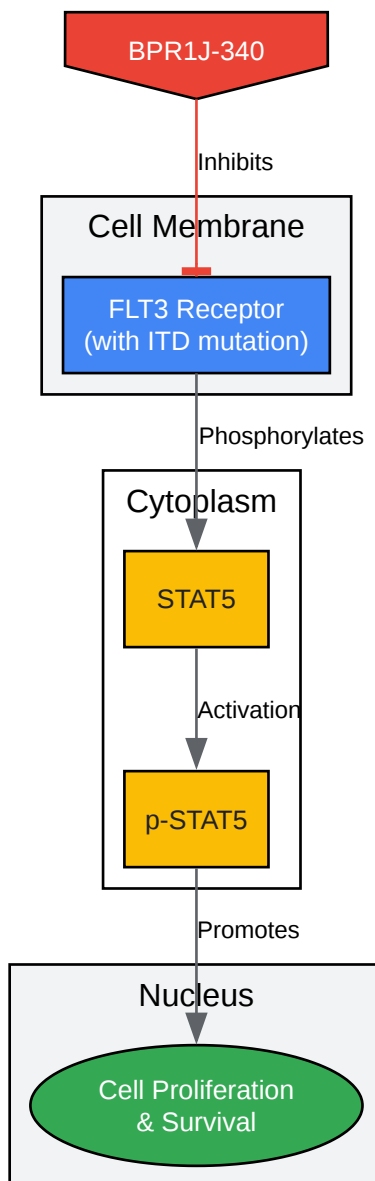 BPR1J-340
Inhibits
Cell Membrane
FLT3 Receptor
(with ITD mutation)
Phosphorylates
Cytoplasm
STAT5
Activation
p-STAT5
Promotes
Nucleus
Cell Proliferation
& Survival